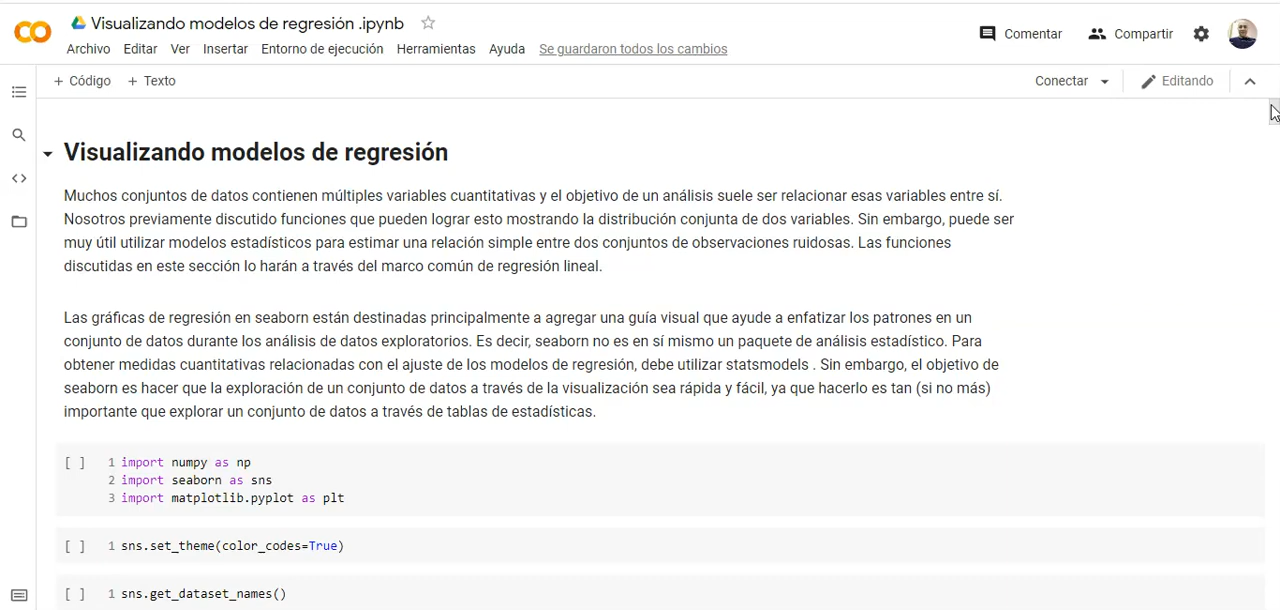 Visualizando modelos de regresión .ipynb
Archivo Editar Ver Insertar Entorno de ejecución Herramientas Ayuda Se guardaron todos los cambios
Comentar Compartir
+ Código + Texto
Conectar Editando
Visualizando modelos de regresión
Muchos conjuntos de datos contienen múltiples variables cuantitativas y el objetivo de un análisis suele ser relacionar esas variables entre sí.
Nosotros previamente discutido funciones que pueden lograr esto mostrando la distribución conjunta de dos variables. Sin embargo, puede ser
muy útil utilizar modelos estadísticos para estimar una relación simple entre dos conjuntos de observaciones ruidosas. Las funciones
discutidas en este sección lo harán a través del marco común de regresión lineal.
Las gráficas de regresión en seaborn están destinadas principalmente a agregar una guía visual que ayude a enfatizar los patrones en un
conjunto de datos durante los análisis de datos exploratorios. Es decir, seaborn no es en sí mismo un paquete de análisis estadístico. Para
obtener medidas cuantitativas relacionadas con el ajuste de los modelos de regresión, debe utilizar statsmodels . Sin embargo, el objetivo de
seaborn es hacer que la exploración de un conjunto de datos a través de la visualización sea rápida y fácil, ya que hacerlo es tan (si no más)
importante que explorar un conjunto de datos a través de tablas de estadísticas.
[ ] 1 import numpy as np
2 import seaborn as sns
3 import matplotlib.pyplot as plt
[ ] 1 sns.set_theme(color_codes=True)
[ ] 1 sns.get_dataset_names()